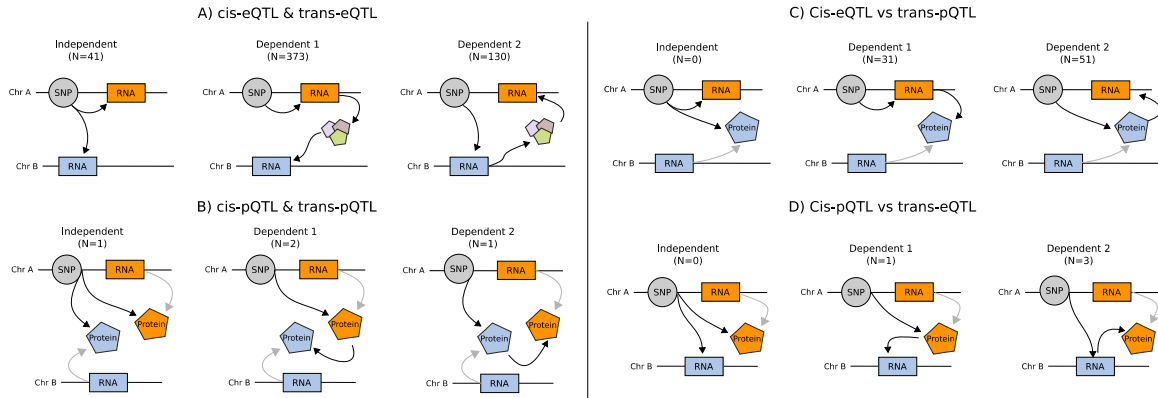 A) cis-eQTL & trans-eQTL
Independent
(N=41)
Dependent 1
(N=373)
Dependent 2
(N=130)
Chr A
SNP
RNA
SNP
RNA
SNP
RNA
Chr B
RNA
Chr B
RNA
Chr B
RNA
B) cis-pQTL & trans-pQTL
Independent
(N=1)
Dependent 1
(N=2)
Dependent 2
(N=1)
Chr A
SNP
RNA
Chr A
SNP
RNA
Chr A
SNP
RNA
Protein
Protein
Protein
Protein
Protein
Protein
Chr B
RNA
Chr B
RNA
Chr B
RNA
C) Cis-eQTL vs trans-pQTL
Independent
(N=0)
Dependent 1
(N=31)
Dependent 2
(N=51)
Chr A
SNP
RNA
Chr A
SNP
RNA
Chr A
SNP
RNA
Protein
Protein
Protein
Chr B
RNA
Chr B
RNA
Chr B
RNA
D) Cis-pQTL vs trans-eQTL
Independent
(N=0)
Dependent 1
(N=1)
Dependent 2
(N=3)
Chr A
SNP
RNA
Chr A
SNP
RNA
Chr A
SNP
RNA
Protein
Protein
Protein
Chr B
RNA
Chr B
RNA
Chr B
RNA